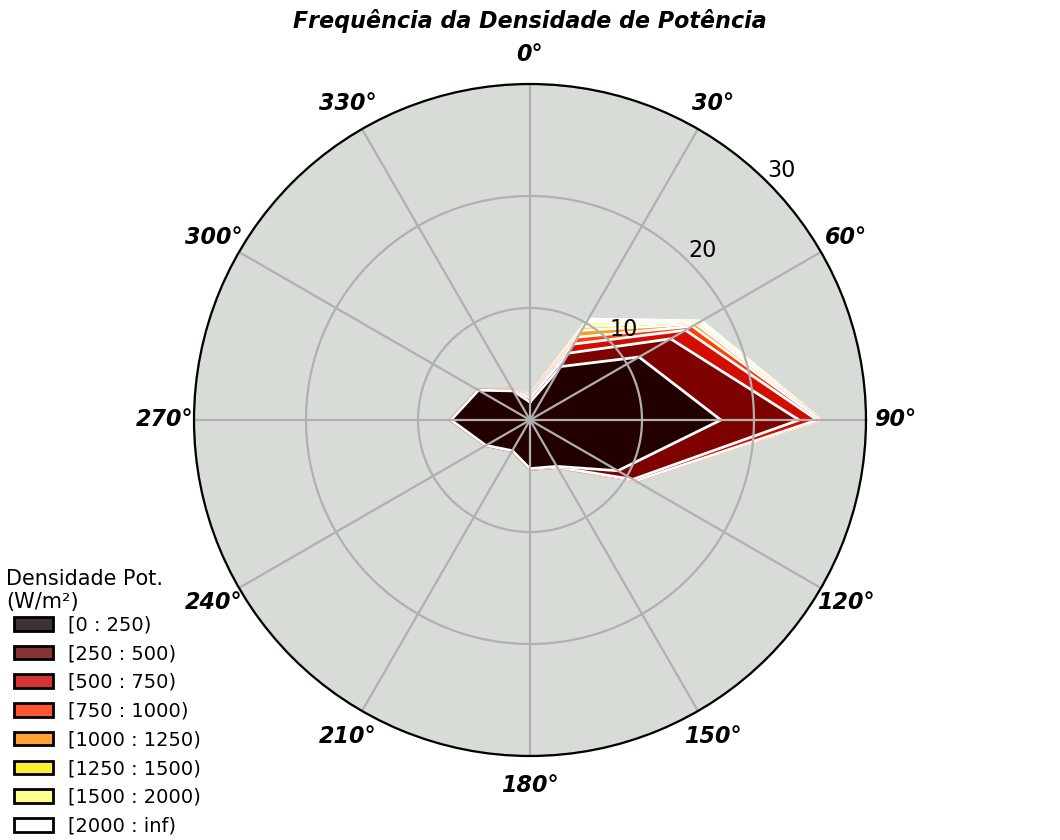 Frequência da Densidade de Potência
0°
330°
30°
30
300°
60°
20
10
270°
90°
240°
120°
210°
150°
180°
Densidade Pot.
(W/m²)
[0 : 250)
[250 : 500)
[500 : 750)
[750 : 1000)
[1000 : 1250)
[1250 : 1500)
[1500 : 2000)
[2000 : inf)